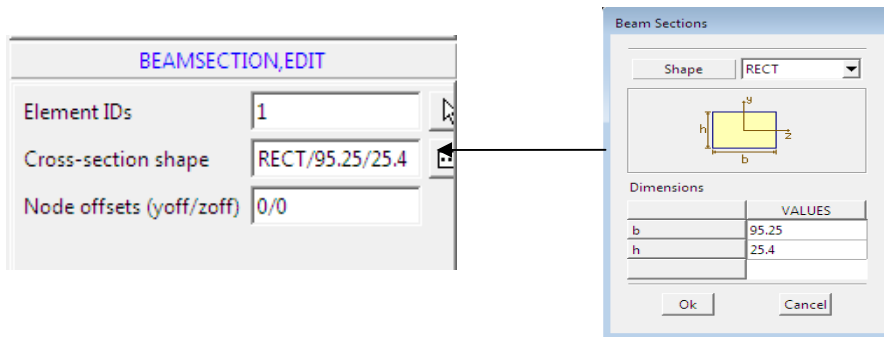 BEAMSECTION,EDIT
Element IDs 1
Cross-section shape RECT/95.25/25.4
Node offsets (yoff/zoff) 0/0
Beam Sections
Shape RECT
y
h
z
b
Dimensions
VALUES
b 95.25
h 25.4
Ok Cancel